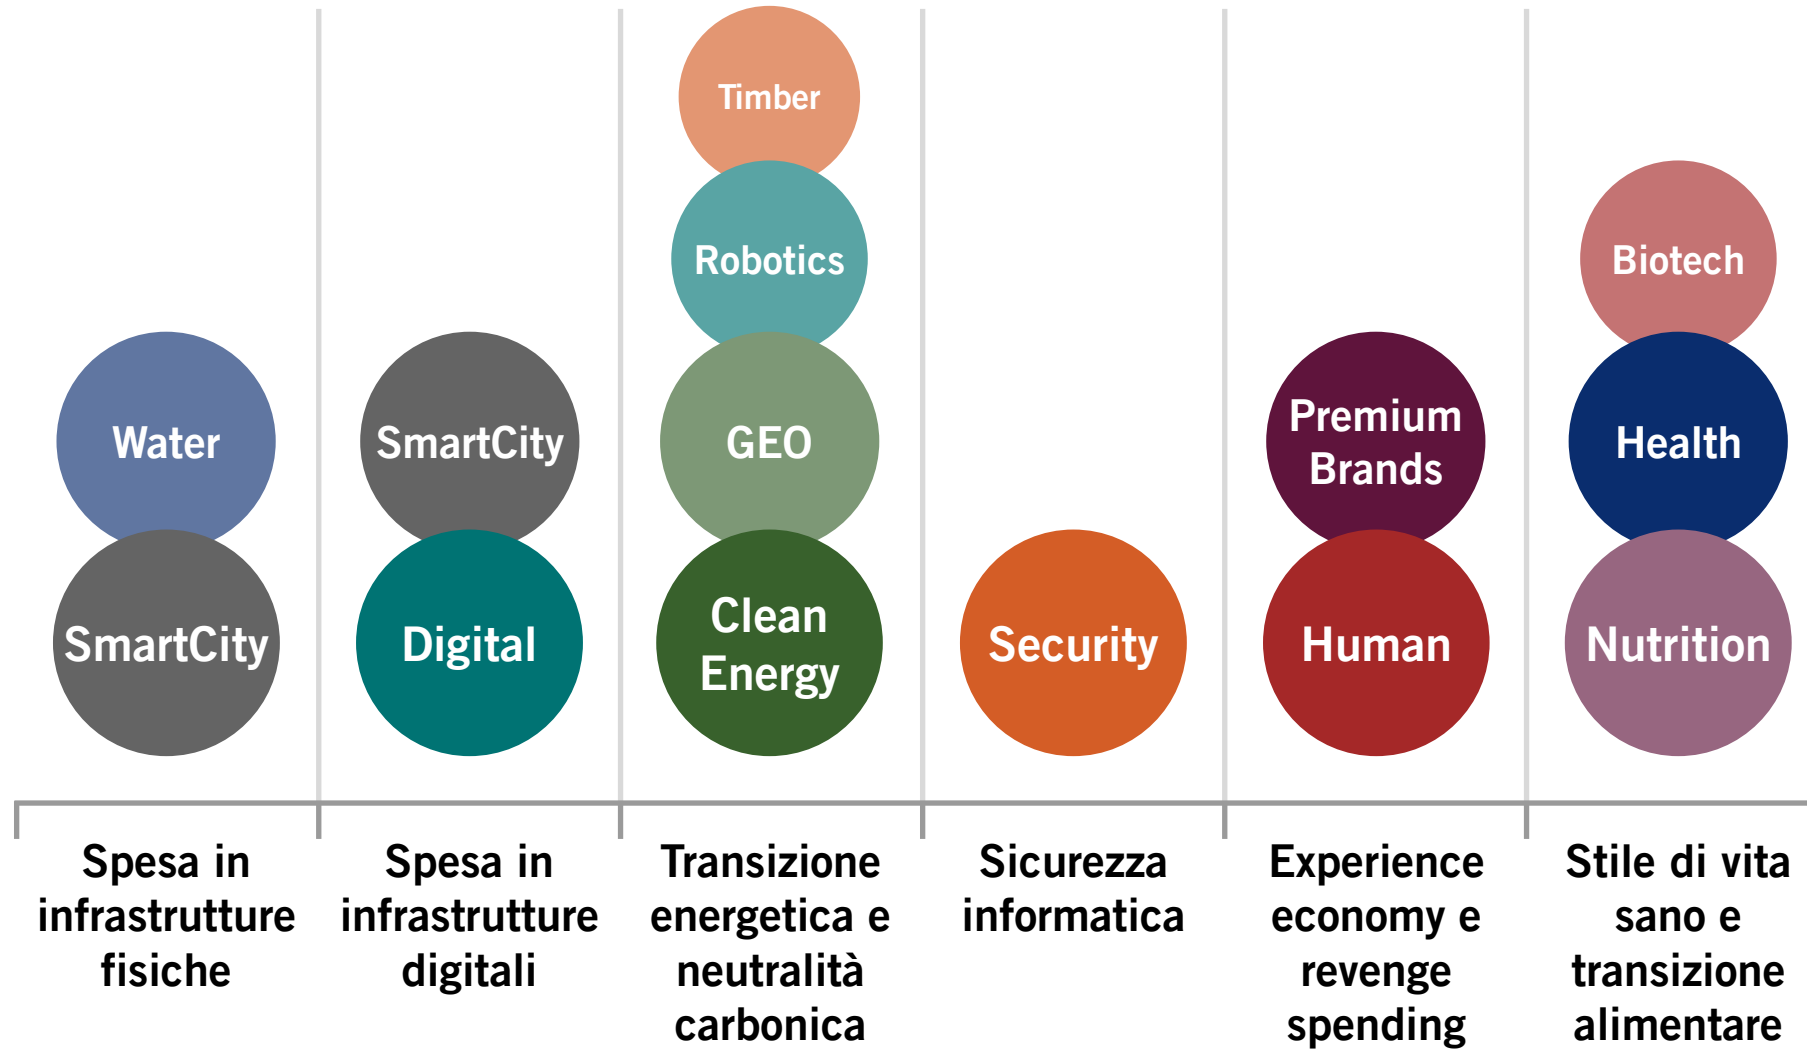 Timber
Robotics
Biotech
Water
SmartCity
GEO
Premium
Brands
Health
SmartCity
Digital
Clean
Energy
Security
Human
Nutrition
Spesa in
infrastrutture
fisiche
Spesa in
infrastrutture
digitali
Transizione
energetica e
neutralità
carbonica
Sicurezza
informatica
Experience
economy e
revenge
spending
Stile di vita
sano e
transizione
alimentare